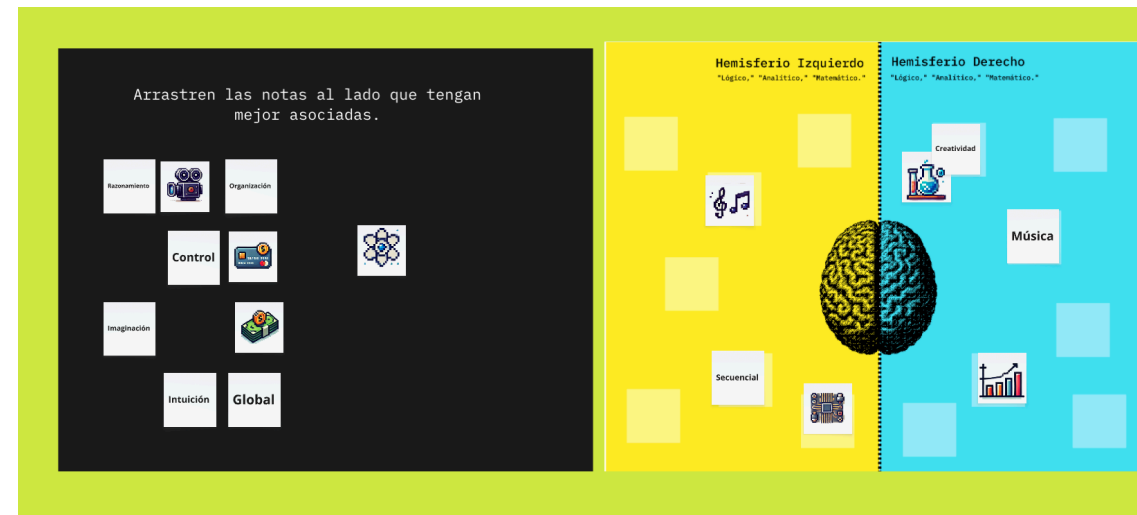 Arrastren las notas al lado que tengan
mejor asociadas.
Razonamiento
Organización
Control
Imaginación
Intuición
Global
Hemisferio Izquierdo
"Lógico," "Analítico," "Matemático."
Secuencial
Hemisferio Derecho
"Lógico," "Analítico," "Matemático."
Creatividad
Música